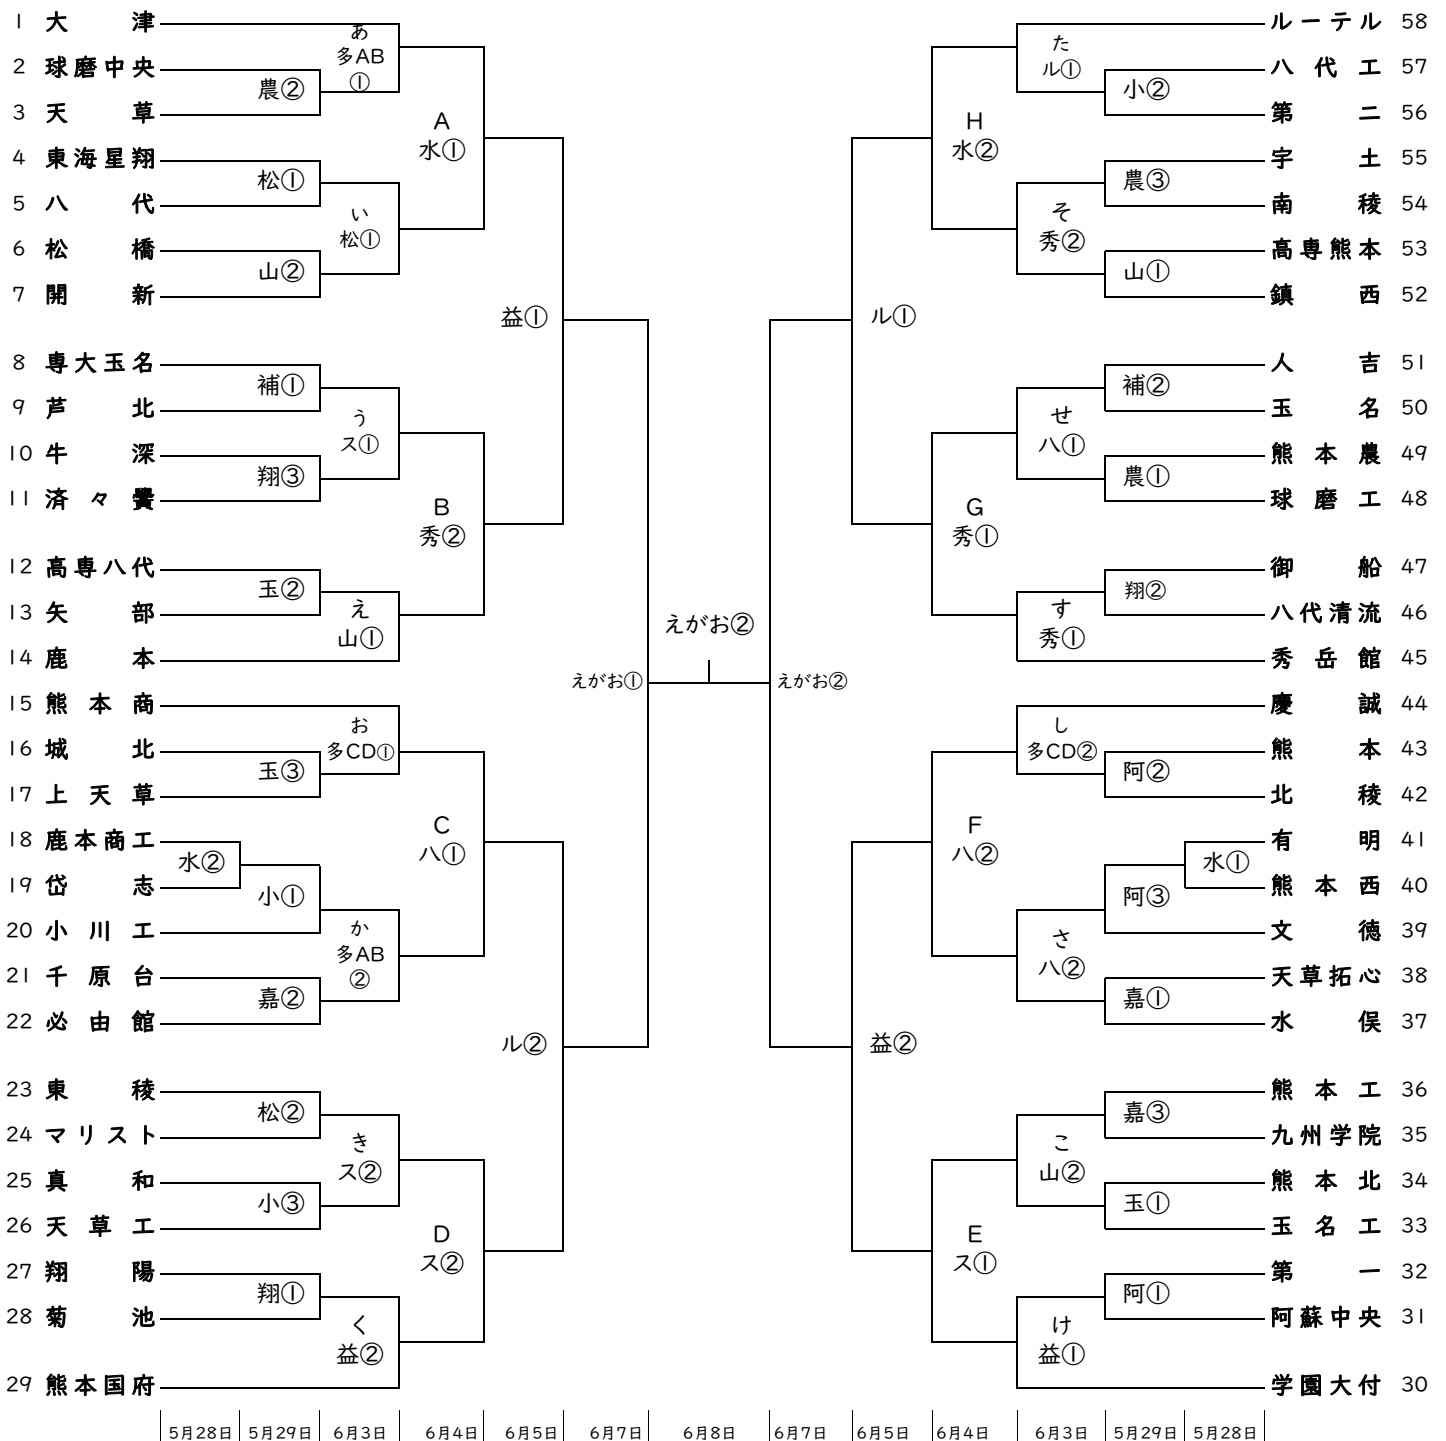 1 大津
2 球磨中央
3 天草
4 東海星翔
5 八代
6 松橋
7 開新
8 専大玉名
9 芦北
10 牛深
11 済々黌
12 高専八代
13 矢部
14 鹿本
15 熊本商
16 城北
17 上天草
18 鹿本商工
19 岱志
20 小川工
21 千原台
22 必由館
23 東稜
24 マリスト
25 真和
26 天草工
27 翔陽
28 菊池
29 熊本国府
水②
農②
松①
山②
補①
翔③
玉②
玉③
小①
嘉②
松②
小③
翔①
あ
多AB
①
い
松①
う
ス①
え
山①
お
多CD①
か
多AB
②
き
ス②
く
益②
A
水①
B
秀②
C
八①
D
ス②
益①
ル②
えがお①
えがお②
えがお②
ル①
益②
H
水②
G
秀①
F
八②
E
ス①
た
ル①
そ
秀②
せ
八①
す
秀①
し
多CD②
さ
八②
こ
山②
け
益①
小②
農③
山①
補②
農①
翔②
阿②
阿③
嘉①
嘉③
玉①
阿①
水①
ルーテル 58
八代工 57
第二 56
宇土 55
南稜 54
高専熊本 53
鎮西 52
人吉 51
玉名 50
熊本農 49
球磨工 48
御船 47
八代清流 46
秀岳館 45
慶誠 44
熊本 43
北稜 42
有明 41
熊本西 40
文徳 39
天草拓心 38
水俣 37
熊本工 36
九州学院 35
熊本北 34
玉名工 33
第一 32
阿蘇中央 31
学園大付 30
5月28日 5月29日 6月3日 6月4日 6月5日 6月7日 6月8日 6月7日 6月5日 6月4日 6月3日 5月29日 5月28日